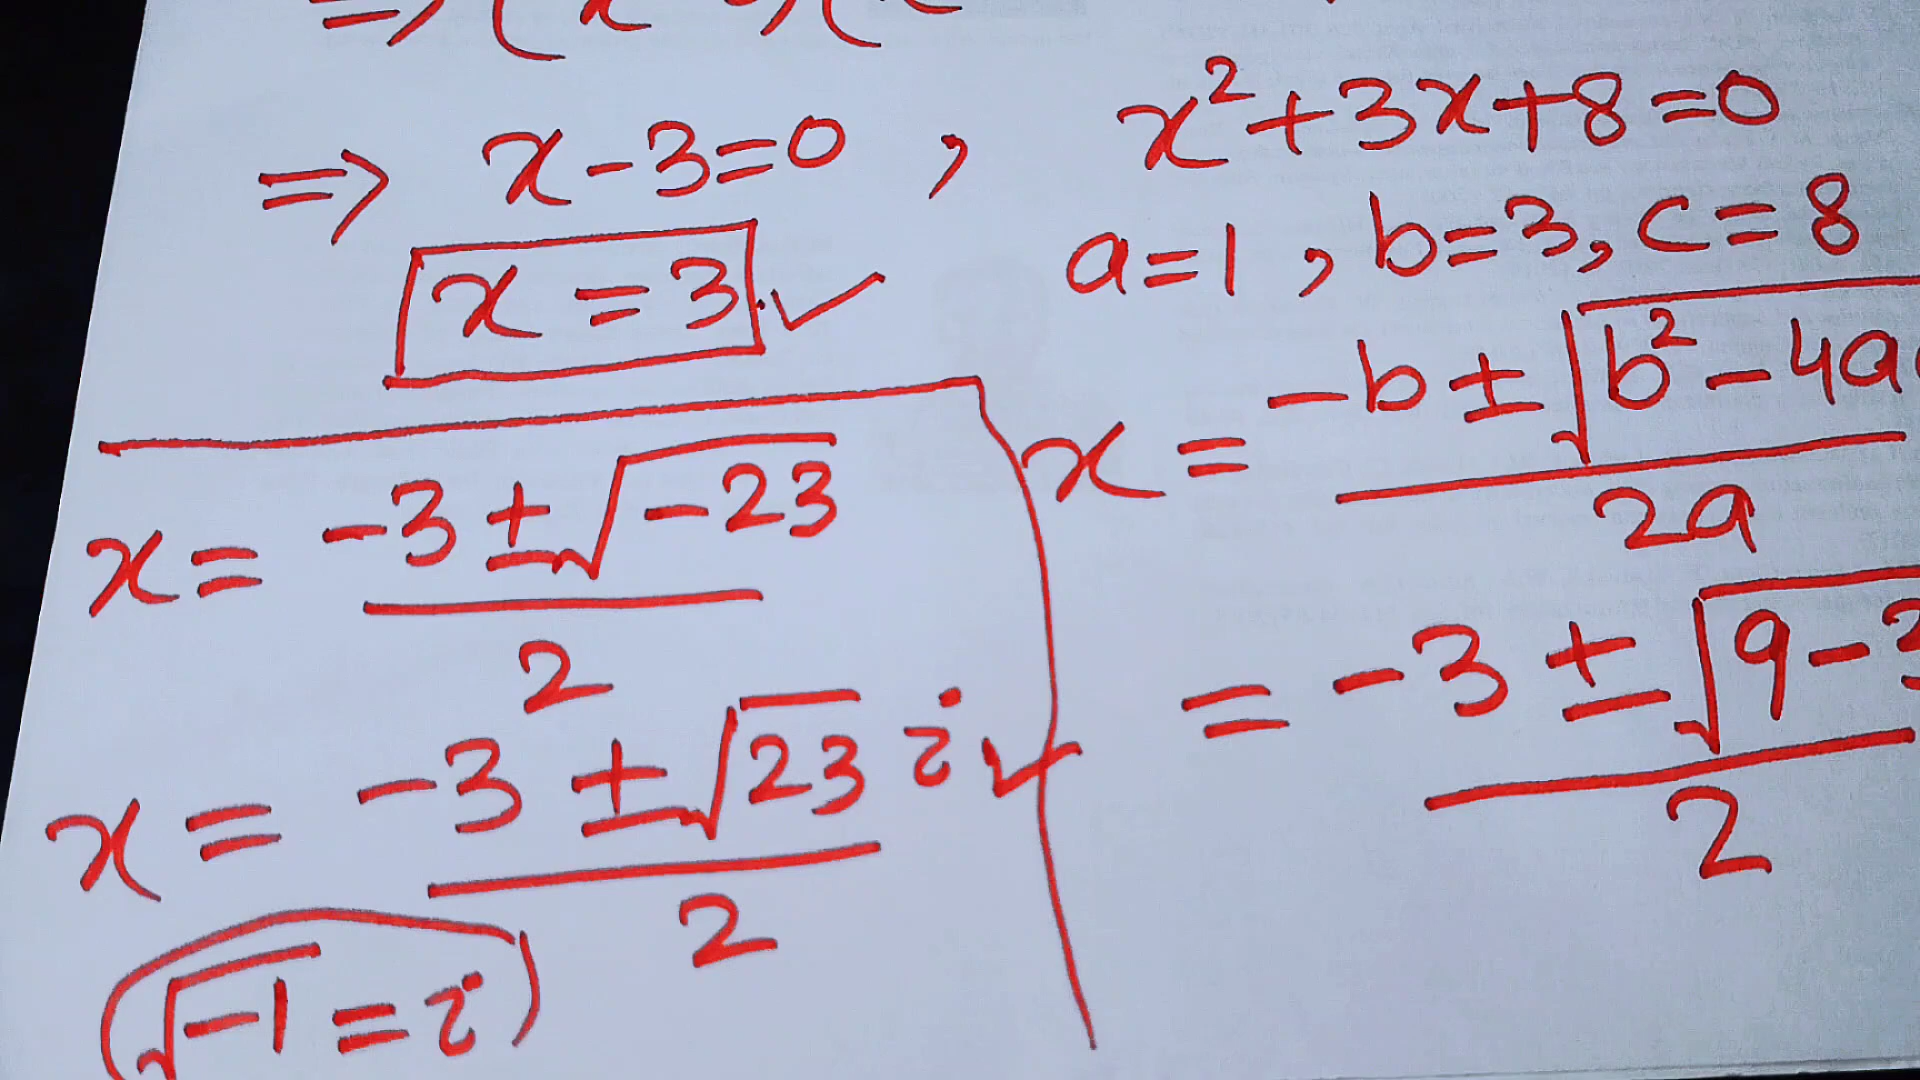 ⇒ x - 3 = 0 , x² + 3x + 8 = 0
x = 3 ✓
a = 1 , b = 3, c = 8
x = (-b ± √(b² - 4a
/ 2a
= (-3 ± √(9 - 3
/ 2
x = (-3 ± √-23) / 2
x = (-3 ± √23 i) / 2 ✓
(√-1 = i)